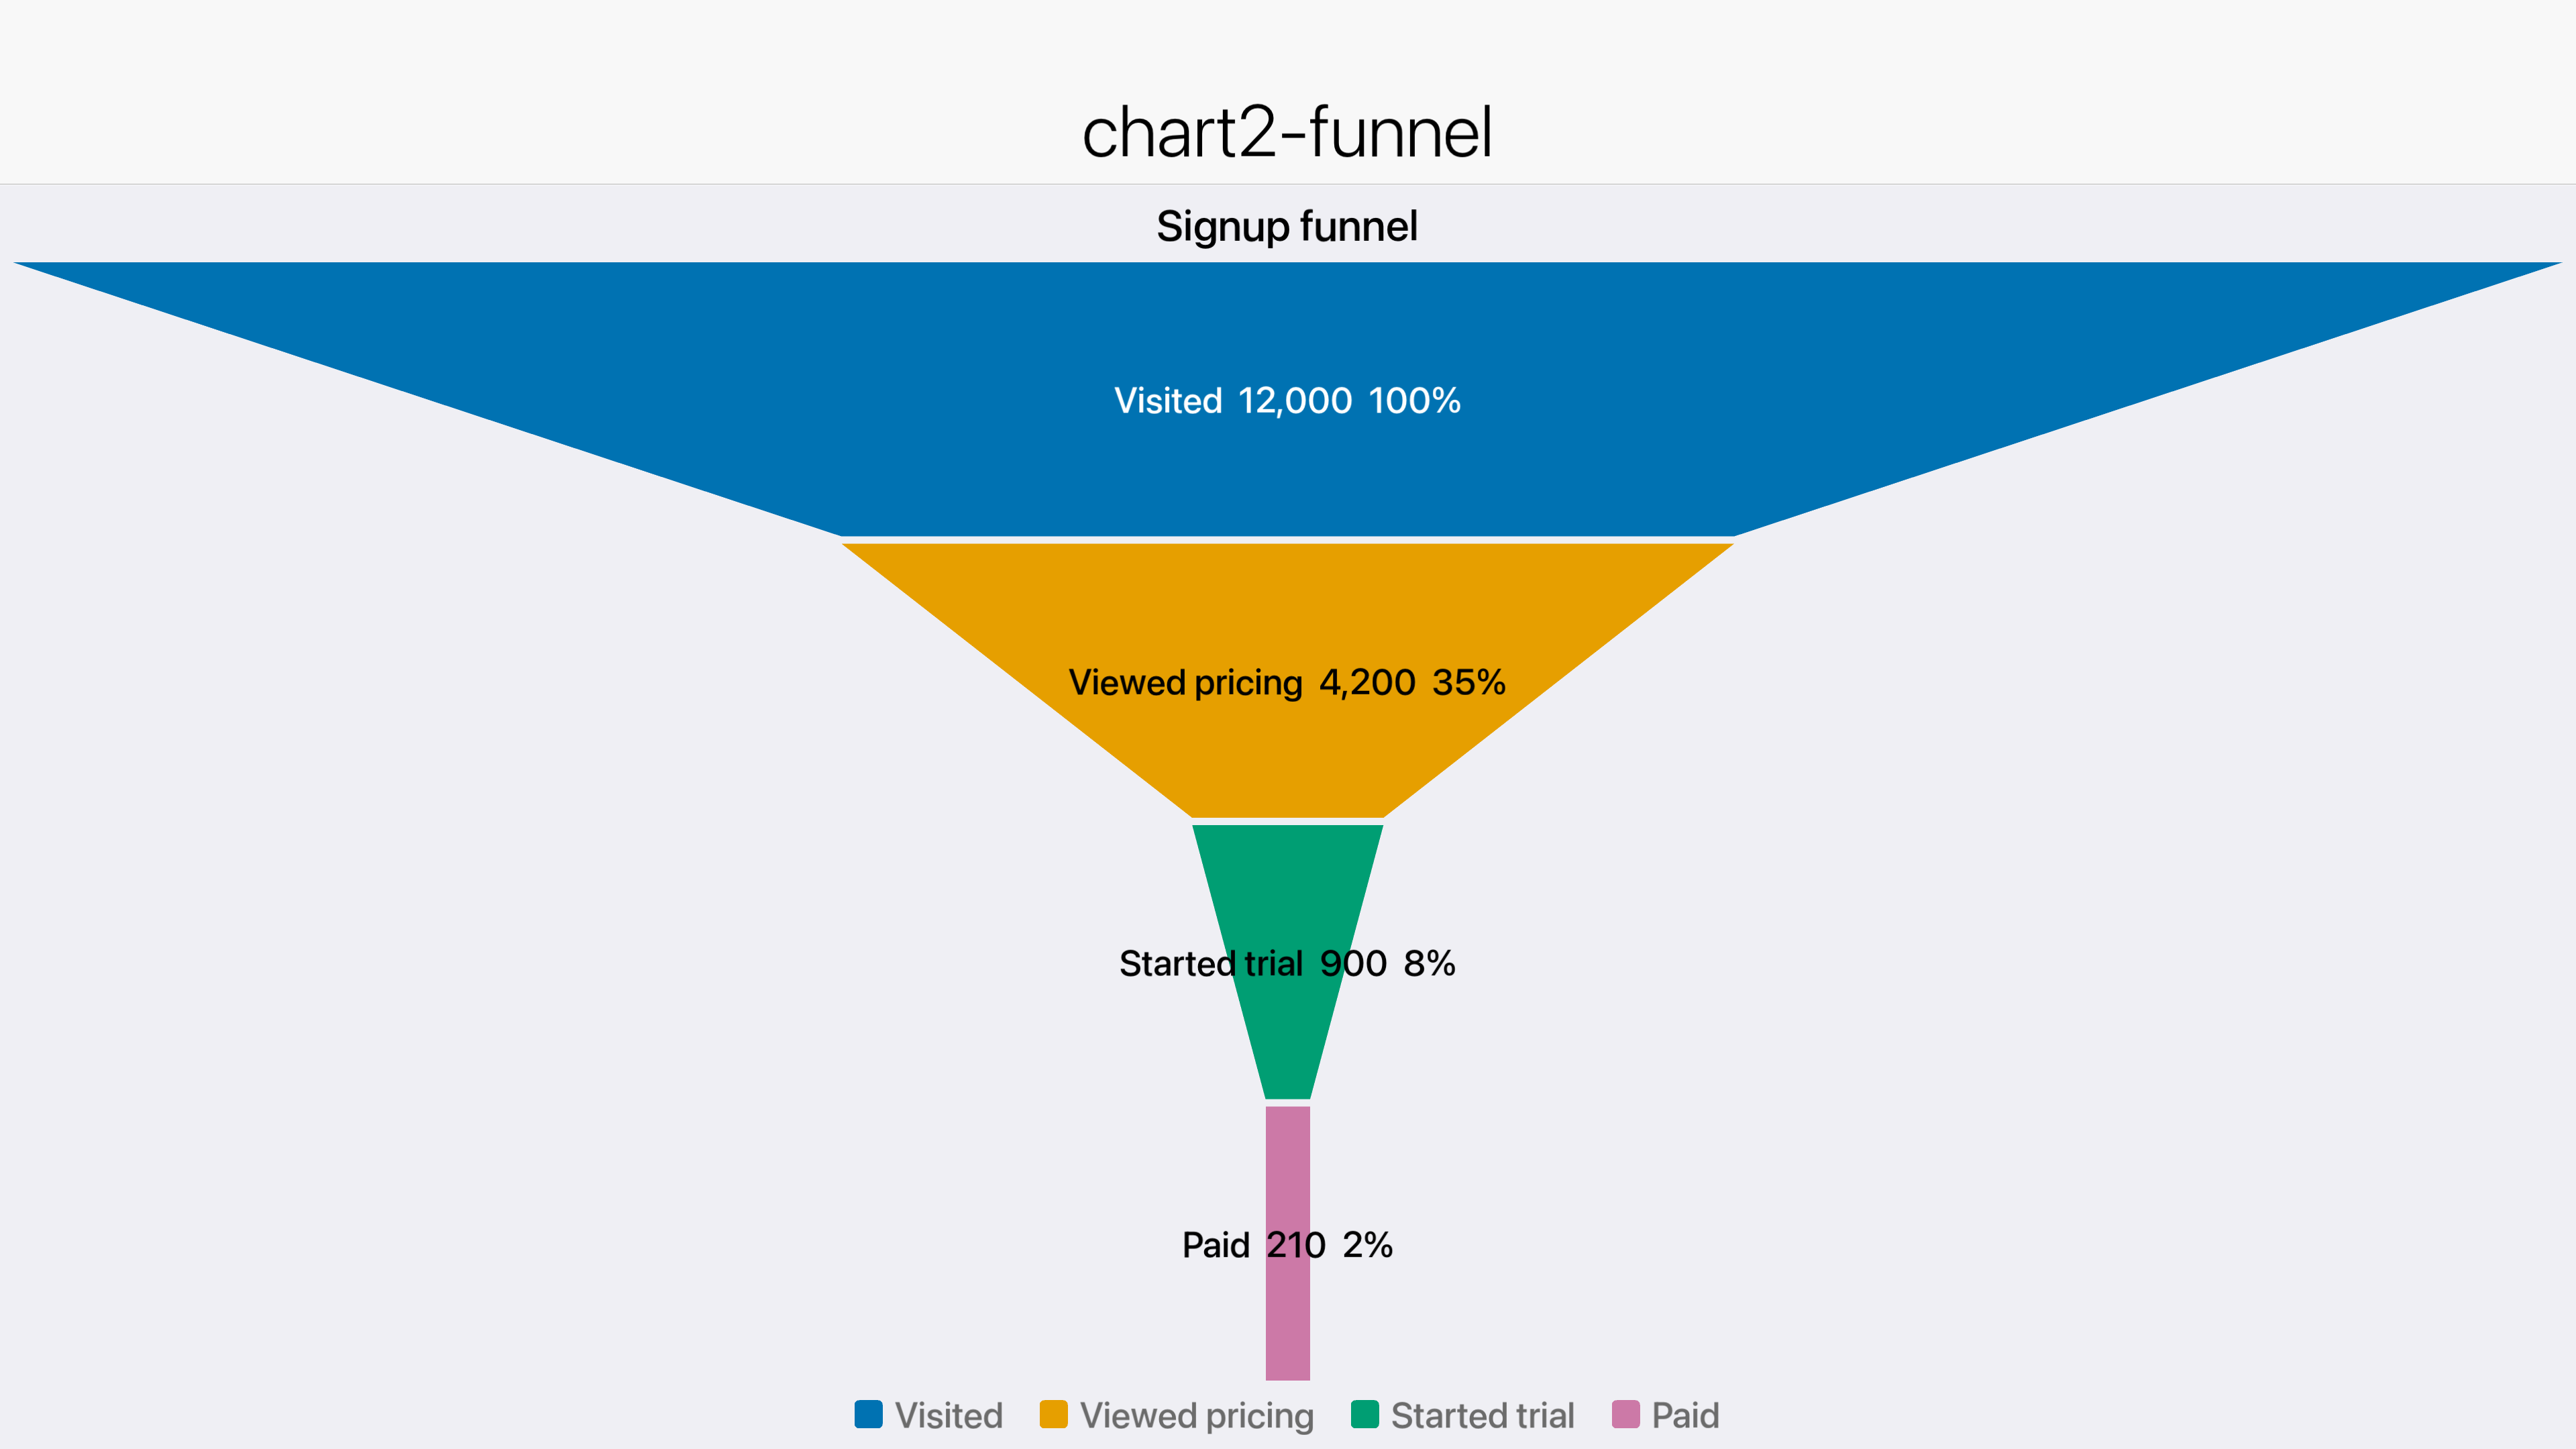 chart2-funnel
Signup funnel
Visited 12,000 100%
Viewed pricing 4,200 35%
Started trial 900 8%
Paid 210 2%
Visited Viewed pricing Started trial Paid